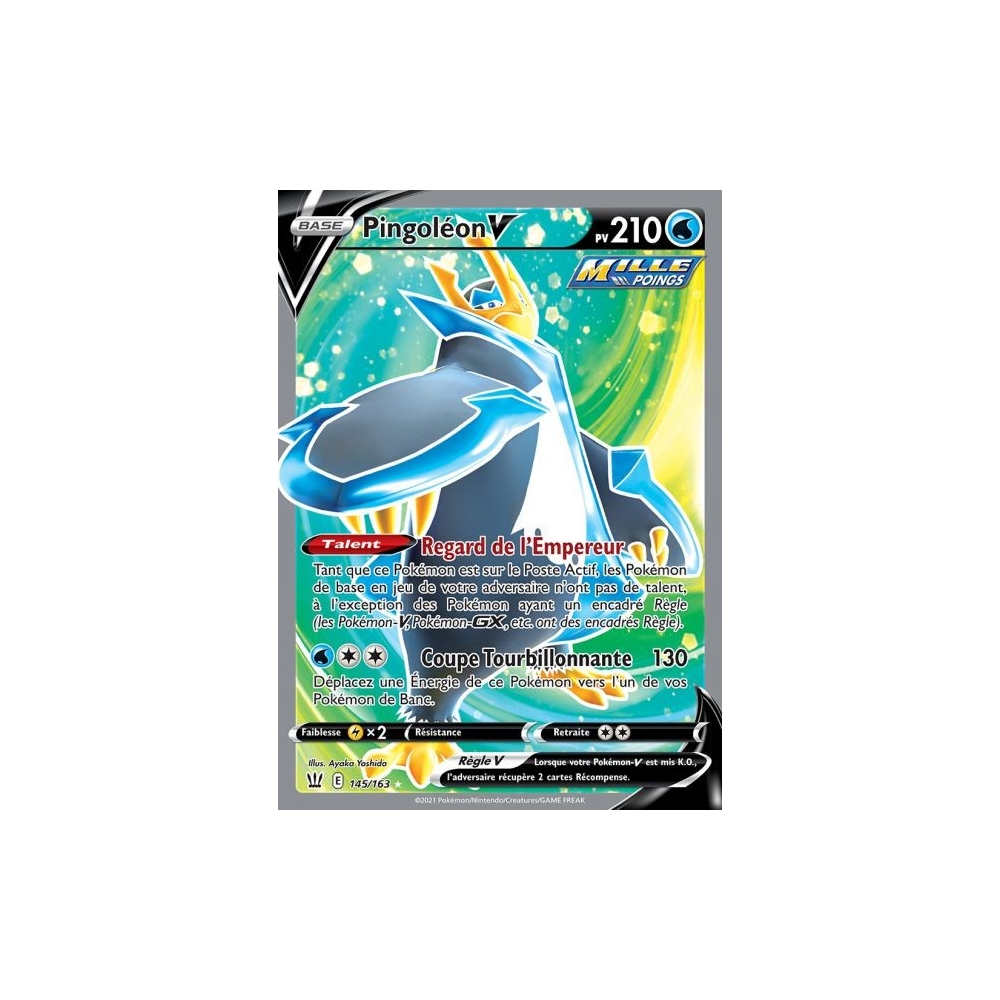 BASE Pingoléon V PV 210
MILLE
POINGS
Talent Regard de l'Empereur
Tant que ce Pokémon est sur le Poste Actif, les Pokémon
de base en jeu de votre adversaire n'ont pas de talent,
à l'exception des Pokémon ayant un encadré Règle
(les Pokémon-V, Pokémon-GX, etc. ont des encadrés Règle).
Coupe Tourbillonnante 130
Déplacez une Énergie de ce Pokémon vers l'un de vos
Pokémon de Banc.
Faiblesse ×2 Résistance Retraite
Illus. Ayaka Yoshida
Règle V Lorsque votre Pokémon-V est mis K.O.,
l'adversaire récupère 2 cartes Récompense.
E 145/163
©2021 Pokémon/Nintendo/Creatures/GAME FREAK